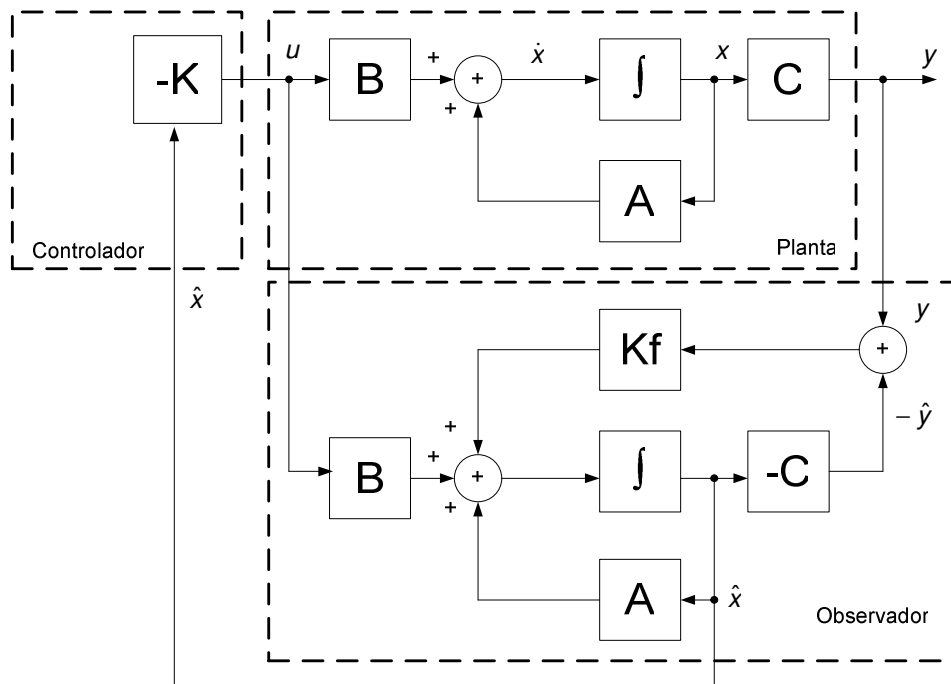 u
-K
B
+
+
+
ẋ
∫
x
C
y
A
Controlador
Planta
x̂
y
Kf
+
− ŷ
+
+
B
+
+
∫
-C
A
x̂
Observador